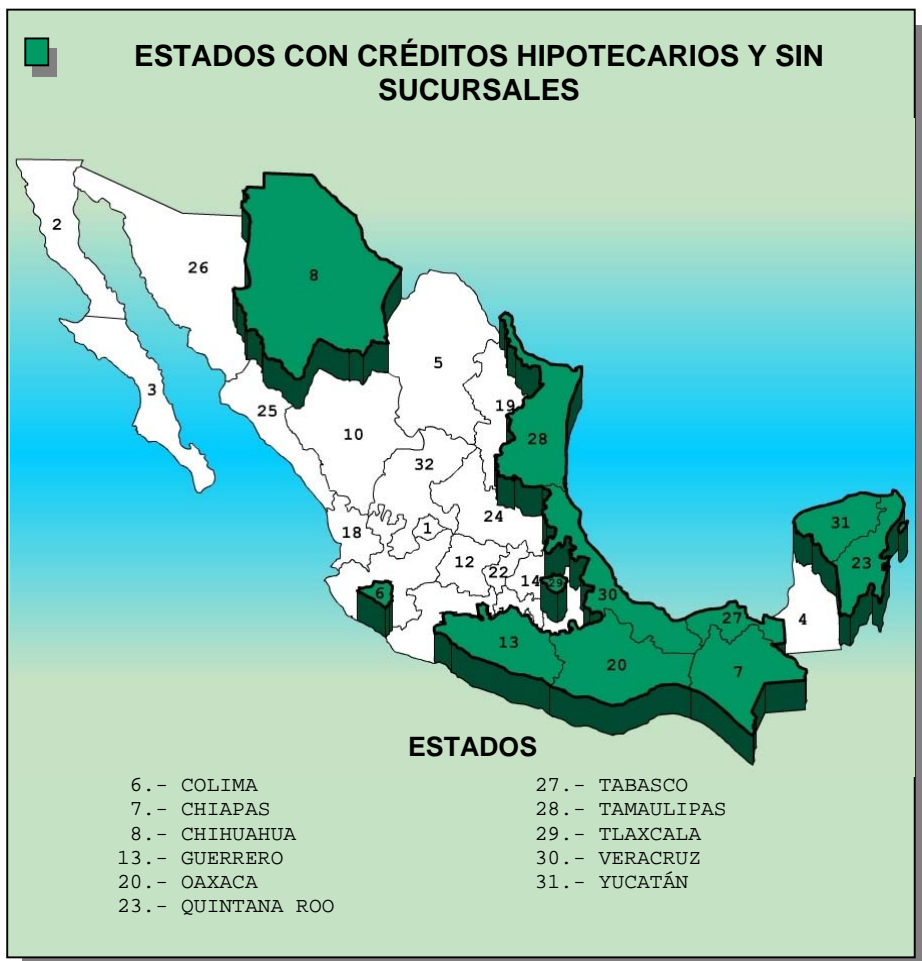 ESTADOS CON CRÉDITOS HIPOTECARIOS Y SIN
SUCURSALES
2
26
8
5
3
25
19
10
28
32
24
1
18
12
22
14
29
6
30
31
23
27
4
13
20
7
ESTADOS
6.- COLIMA
7.- CHIAPAS
8.- CHIHUAHUA
13.- GUERRERO
20.- OAXACA
23.- QUINTANA ROO
27.- TABASCO
28.- TAMAULIPAS
29.- TLAXCALA
30.- VERACRUZ
31.- YUCATÁN